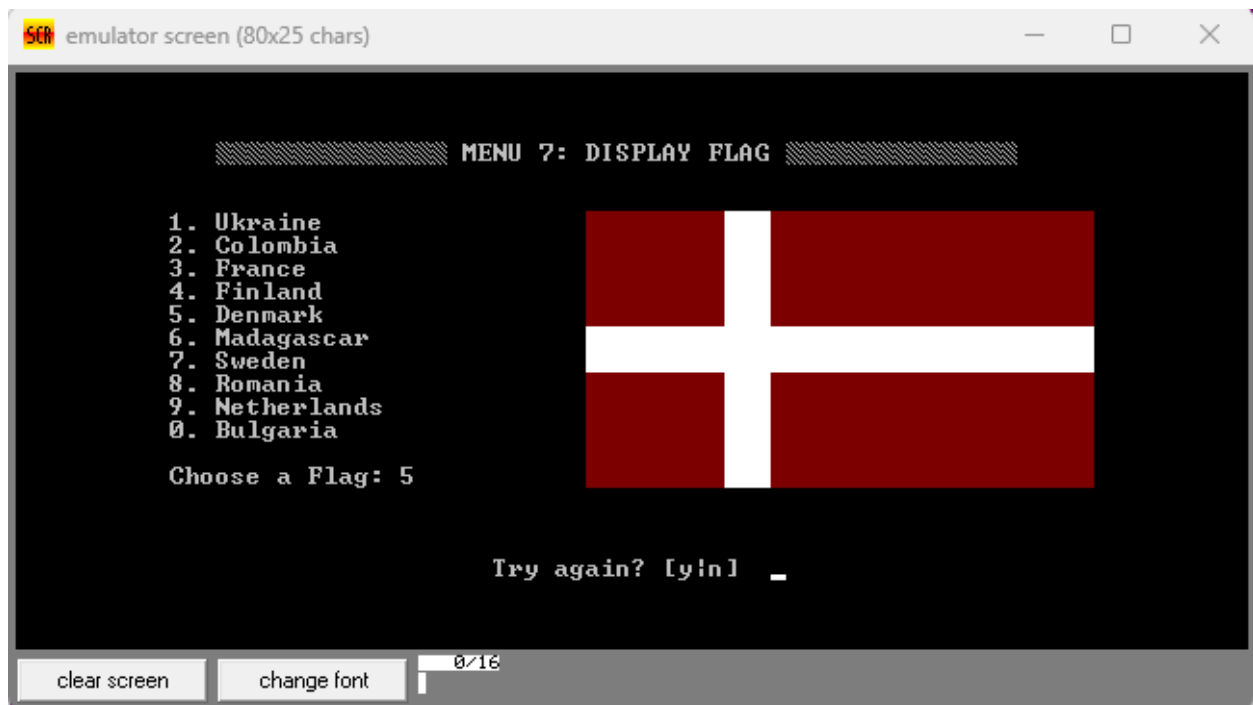 SCR emulator screen (80x25 chars)
MENU 7: DISPLAY FLAG
1. Ukraine
2. Colombia
3. France
4. Finland
5. Denmark
6. Madagascar
7. Sweden
8. Romania
9. Netherlands
0. Bulgaria
Choose a Flag: 5
Try again? [y¦n] _
clear screen change font 0/16